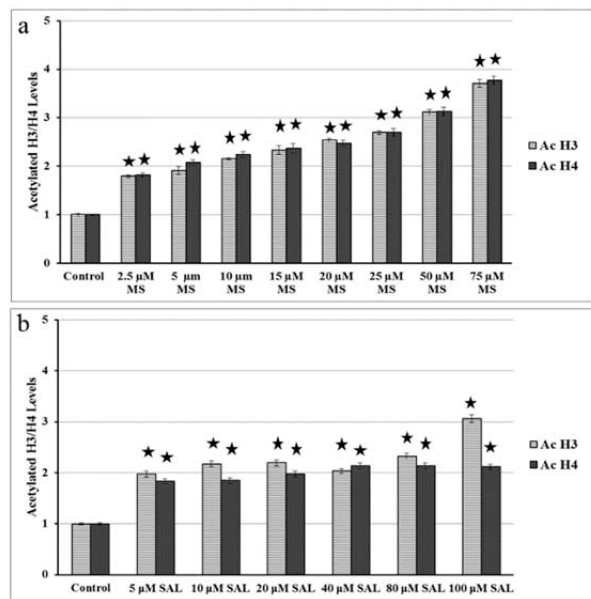 a
Acetylated H3/H4 Levels
5
4
3
2
1
0
Control
2.5 µM MS
5 µm MS
10 µm MS
15 µM MS
20 µM MS
25 µM MS
50 µM MS
75 µM MS
Ac H3
Ac H4
b
Acetylated H3/H4 Levels
5
4
3
2
1
0
Control
5 µM SAL
10 µM SAL
20 µM SAL
40 µM SAL
80 µM SAL
100 µM SAL
Ac H3
Ac H4